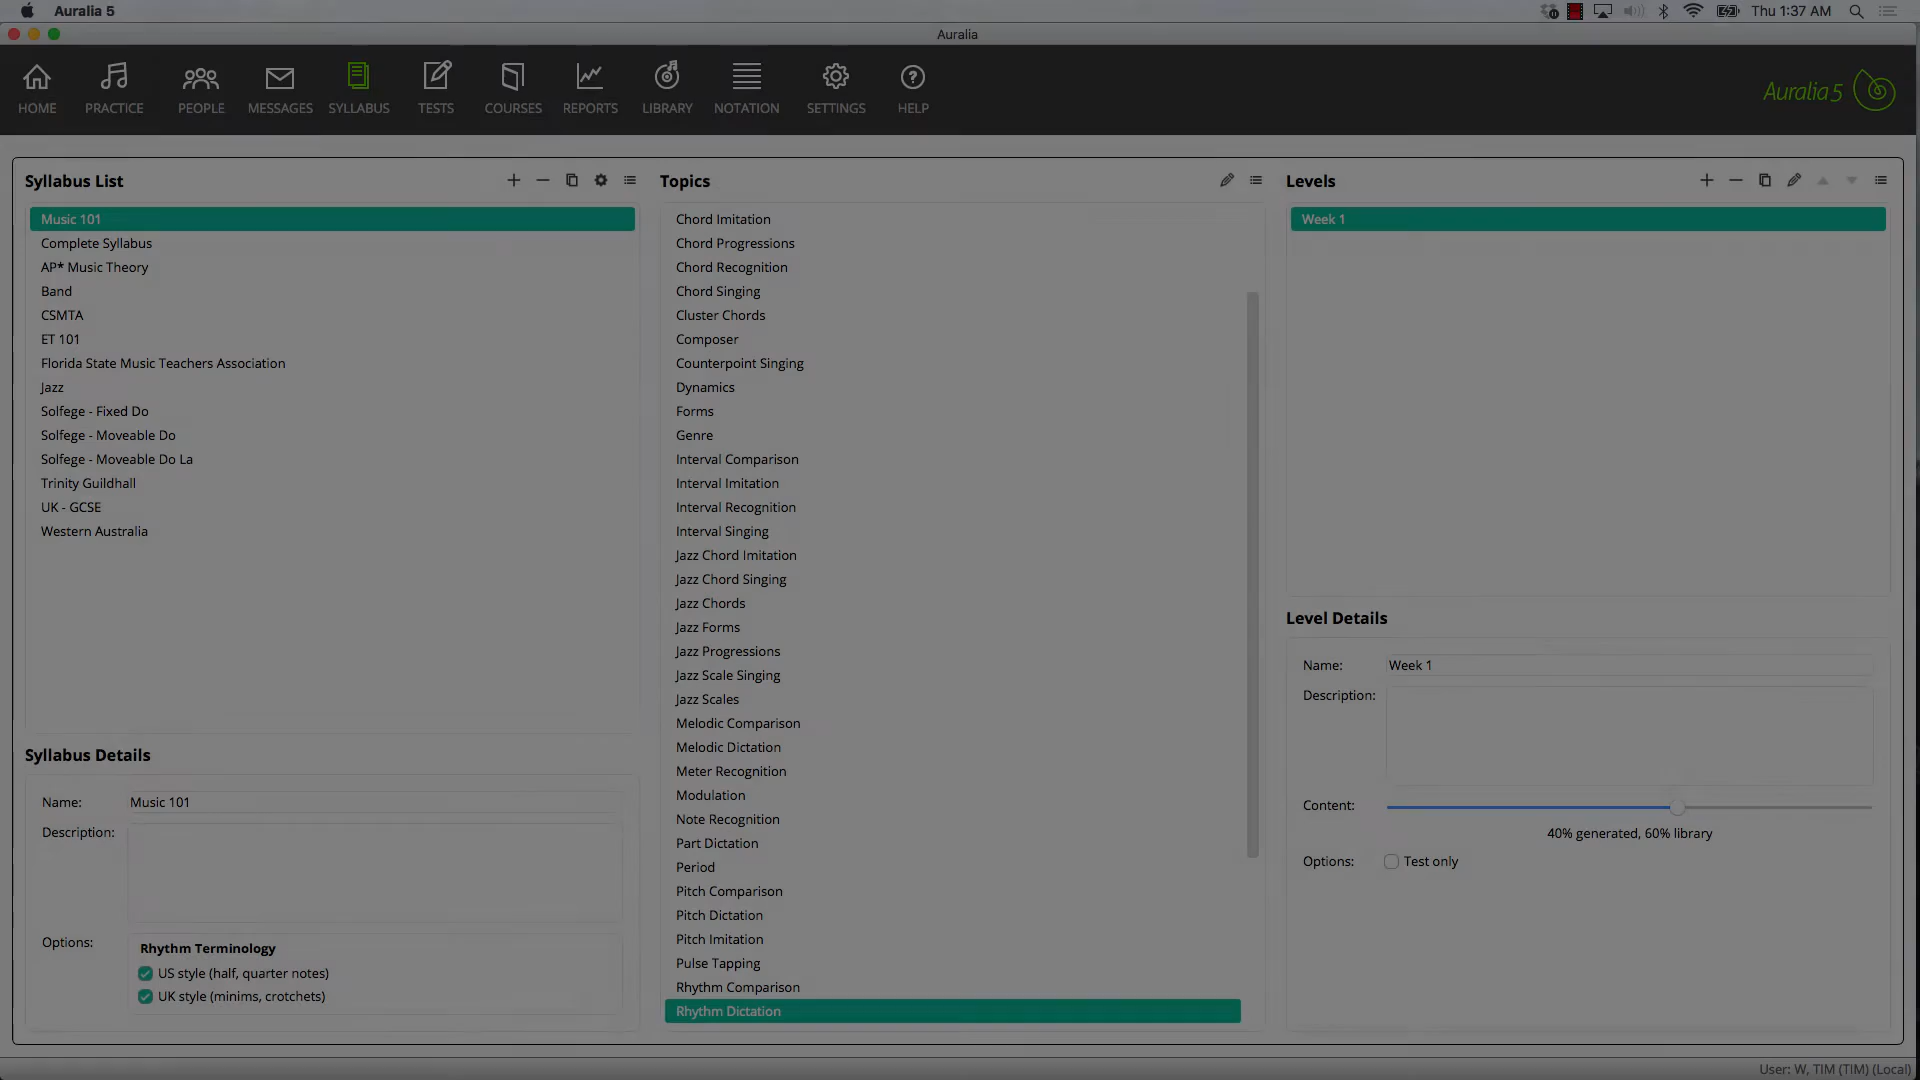 Auralia 5
Thu 1:37 AM
Auralia
HOME
PRACTICE
PEOPLE
MESSAGES
SYLLABUS
TESTS
COURSES
REPORTS
LIBRARY
NOTATION
SETTINGS
HELP
Auralia 5
Syllabus List
Music 101
Complete Syllabus
AP* Music Theory
Band
CSMTA
ET 101
Florida State Music Teachers Association
Jazz
Solfege - Fixed Do
Solfege - Moveable Do
Solfege - Moveable Do La
Trinity Guildhall
UK - GCSE
Western Australia
Syllabus Details
Name: Music 101
Description:
Options:
Rhythm Terminology
US style (half, quarter notes)
UK style (minims, crotchets)
Topics
Chord Imitation
Chord Progressions
Chord Recognition
Chord Singing
Cluster Chords
Composer
Counterpoint Singing
Dynamics
Forms
Genre
Interval Comparison
Interval Imitation
Interval Recognition
Interval Singing
Jazz Chord Imitation
Jazz Chord Singing
Jazz Chords
Jazz Forms
Jazz Progressions
Jazz Scale Singing
Jazz Scales
Melodic Comparison
Melodic Dictation
Meter Recognition
Modulation
Note Recognition
Part Dictation
Period
Pitch Comparison
Pitch Dictation
Pitch Imitation
Pulse Tapping
Rhythm Comparison
Rhythm Dictation
Levels
Week 1
Level Details
Name: Week 1
Description:
Content:
40% generated, 60% library
Options: Test only
User: W, TIM (TIM) (Local)